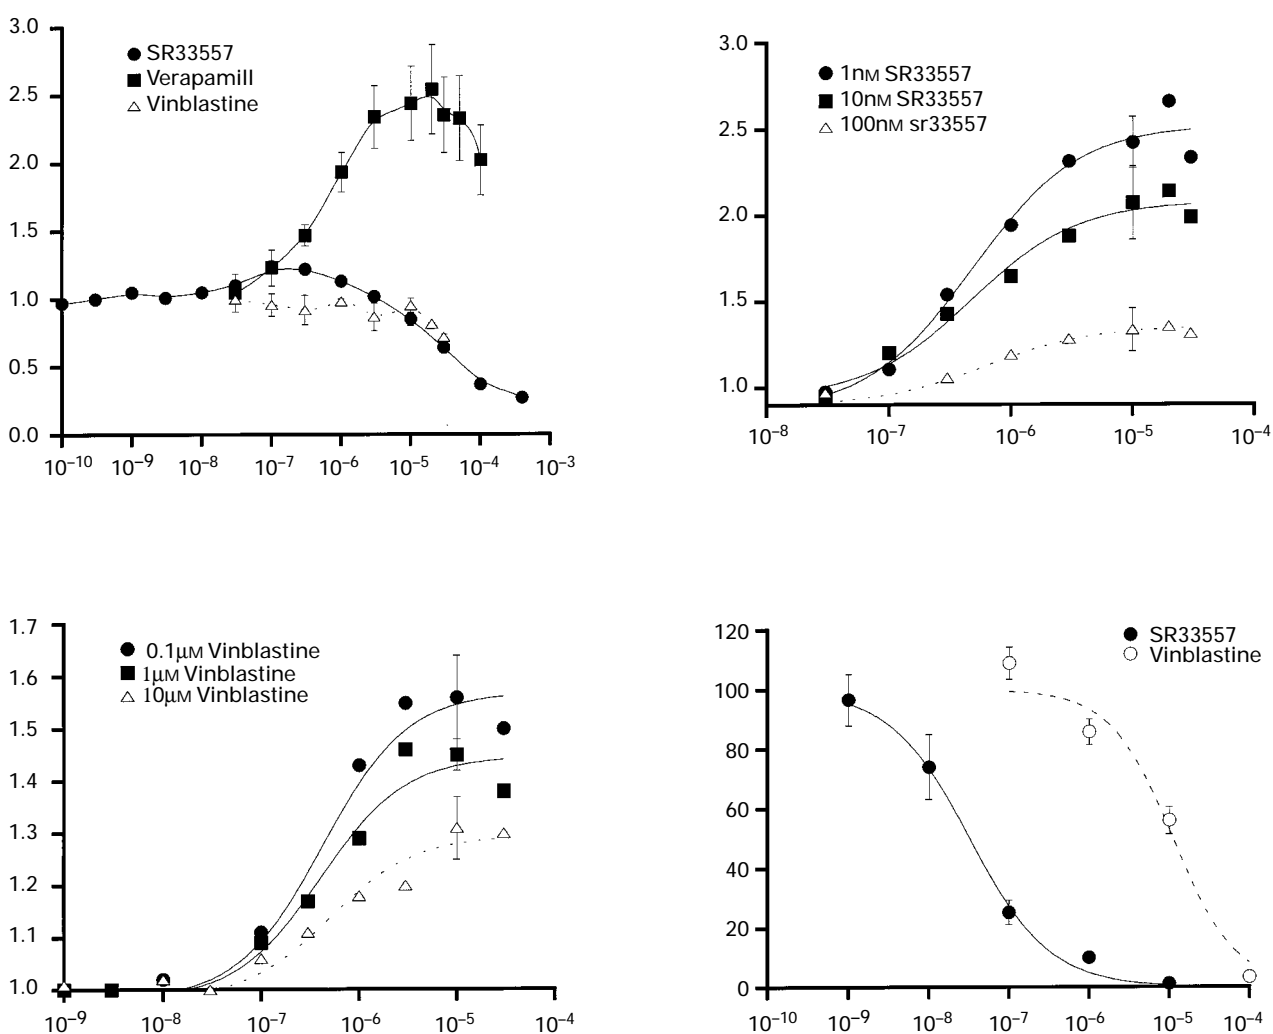 3.0
2.5
2.0
1.5
1.0
0.5
0.0
SR33557
Verapamill
Vinblastine
10⁻¹⁰ 10⁻⁹ 10⁻⁸ 10⁻⁷ 10⁻⁶ 10⁻⁵ 10⁻⁴ 10⁻³
3.0
2.5
2.0
1.5
1.0
1nM SR33557
10nM SR33557
100nM sr33557
10⁻⁸ 10⁻⁷ 10⁻⁶ 10⁻⁵ 10⁻⁴
1.7
1.6
1.5
1.4
1.3
1.2
1.1
1.0
0.1μM Vinblastine
1μM Vinblastine
10μM Vinblastine
10⁻⁹ 10⁻⁸ 10⁻⁷ 10⁻⁶ 10⁻⁵ 10⁻⁴
120
100
80
60
40
20
0
SR33557
Vinblastine
10⁻¹⁰ 10⁻⁹ 10⁻⁸ 10⁻⁷ 10⁻⁶ 10⁻⁵ 10⁻⁴